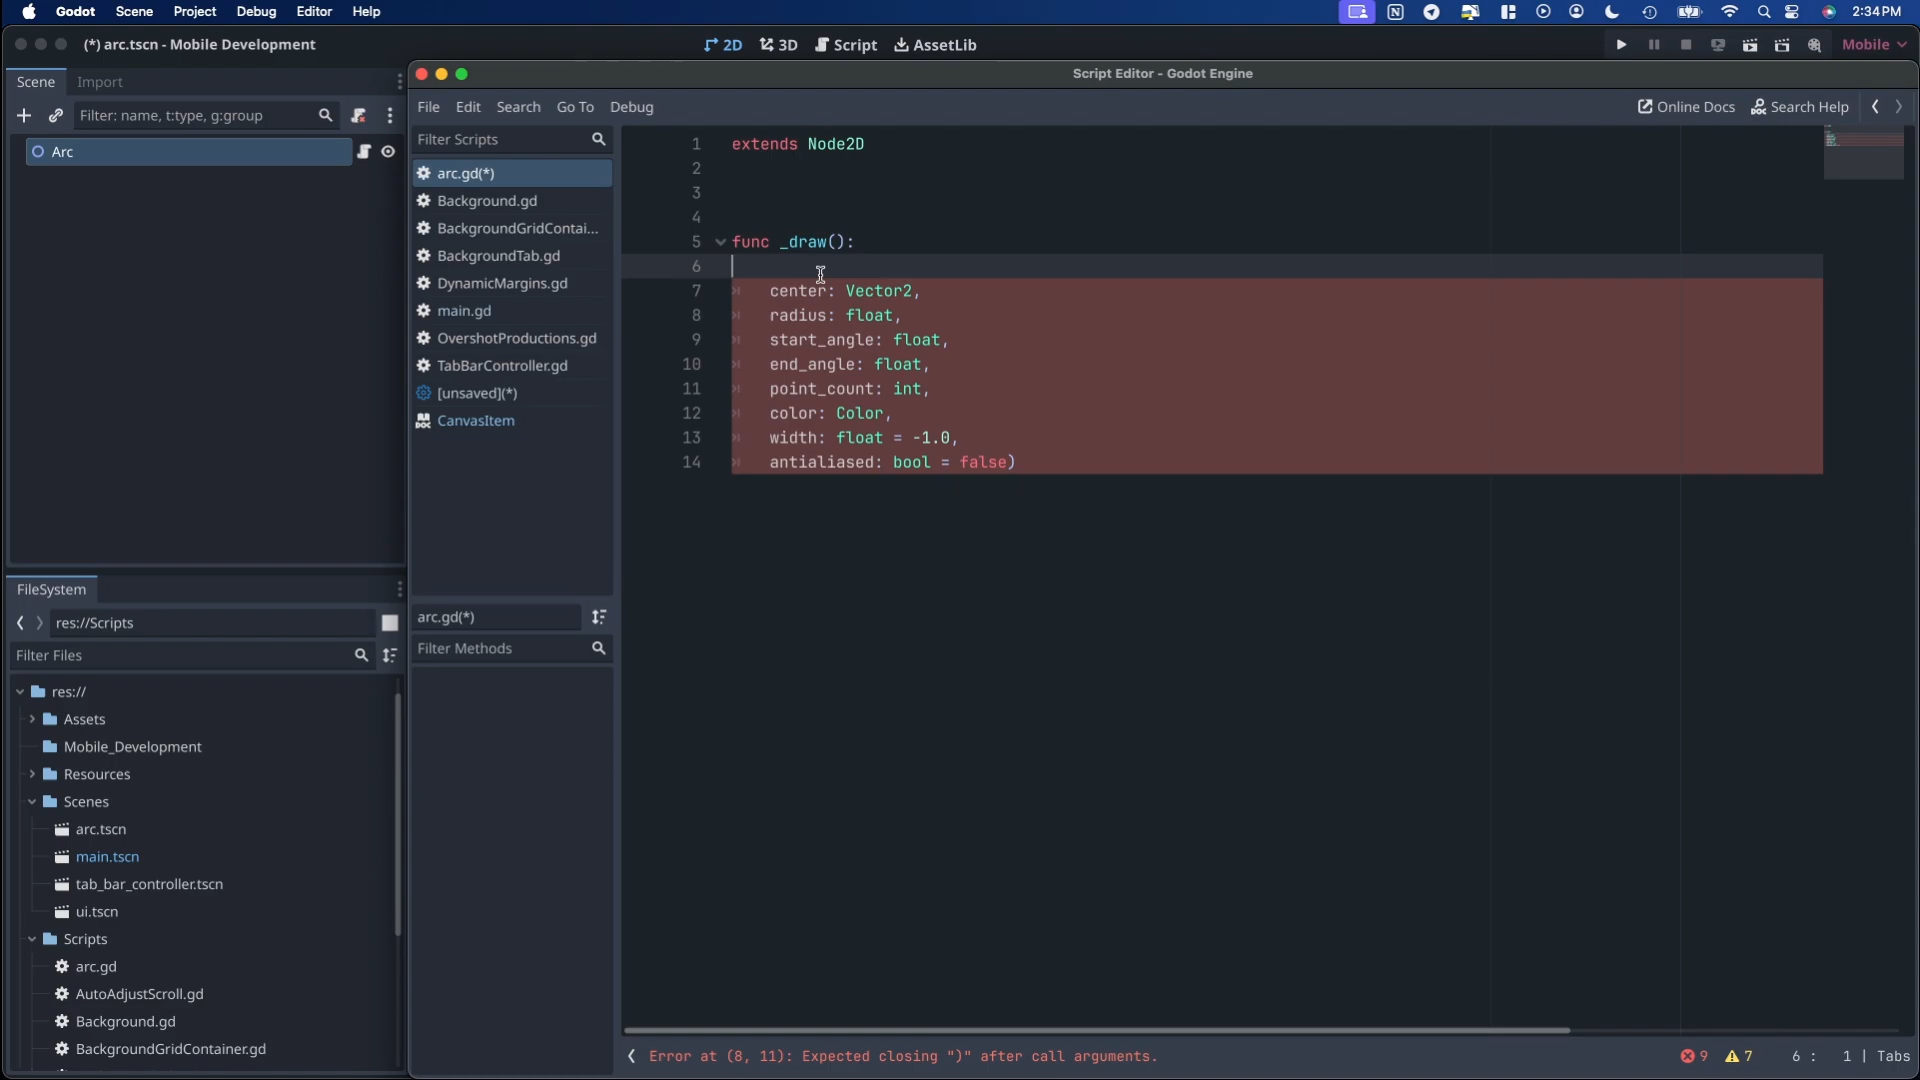 Godot Scene Project Debug Editor Help 2:34 PM
(*) arc.tscn - Mobile Development 2D 3D Script AssetLib Mobile
Scene Import
Filter: name, t:type, g:group
Arc
Script Editor - Godot Engine
File Edit Search Go To Debug Online Docs Search Help
Filter Scripts
arc.gd(*)
Background.gd
BackgroundGridContai...
BackgroundTab.gd
DynamicMargins.gd
main.gd
OvershotProductions.gd
TabBarController.gd
[unsaved](*)
CanvasItem
arc.gd(*)
Filter Methods
1 extends Node2D
2
3
4
5 func _draw():
6
7 center: Vector2,
8 radius: float,
9 start_angle: float,
10 end_angle: float,
11 point_count: int,
12 color: Color,
13 width: float = -1.0,
14 antialiased: bool = false)
FileSystem
res://Scripts
Filter Files
res://
Assets
Mobile_Development
Resources
Scenes
arc.tscn
main.tscn
tab_bar_controller.tscn
ui.tscn
Scripts
arc.gd
AutoAdjustScroll.gd
Background.gd
BackgroundGridContainer.gd
Error at (8, 11): Expected closing ")" after call arguments. 9 7 6 : 1 | Tabs